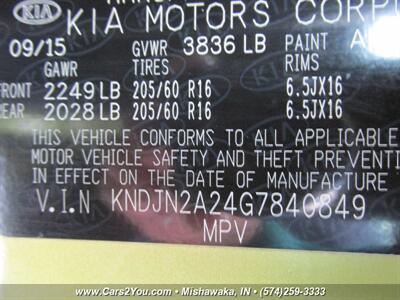 KIA KIA MOTORS CORP
09/15 GVWR 3836 LB PAINT A
GAWR TIRES RIMS
FRONT 2249 LB 205/60 R16 6.5JX16
REAR 2028 LB 205/60 R16 6.5JX16
THIS VEHICLE CONFORMS TO ALL APPLICABLE
MOTOR VEHICLE SAFETY AND THEFT PREVENTI
IN EFFECT ON THE DATE OF MANUFACTURE
V.I.N KNDJN2A24G7840849
MPV
www.Cars2You.com • Mishawaka, IN • (574)259-3333